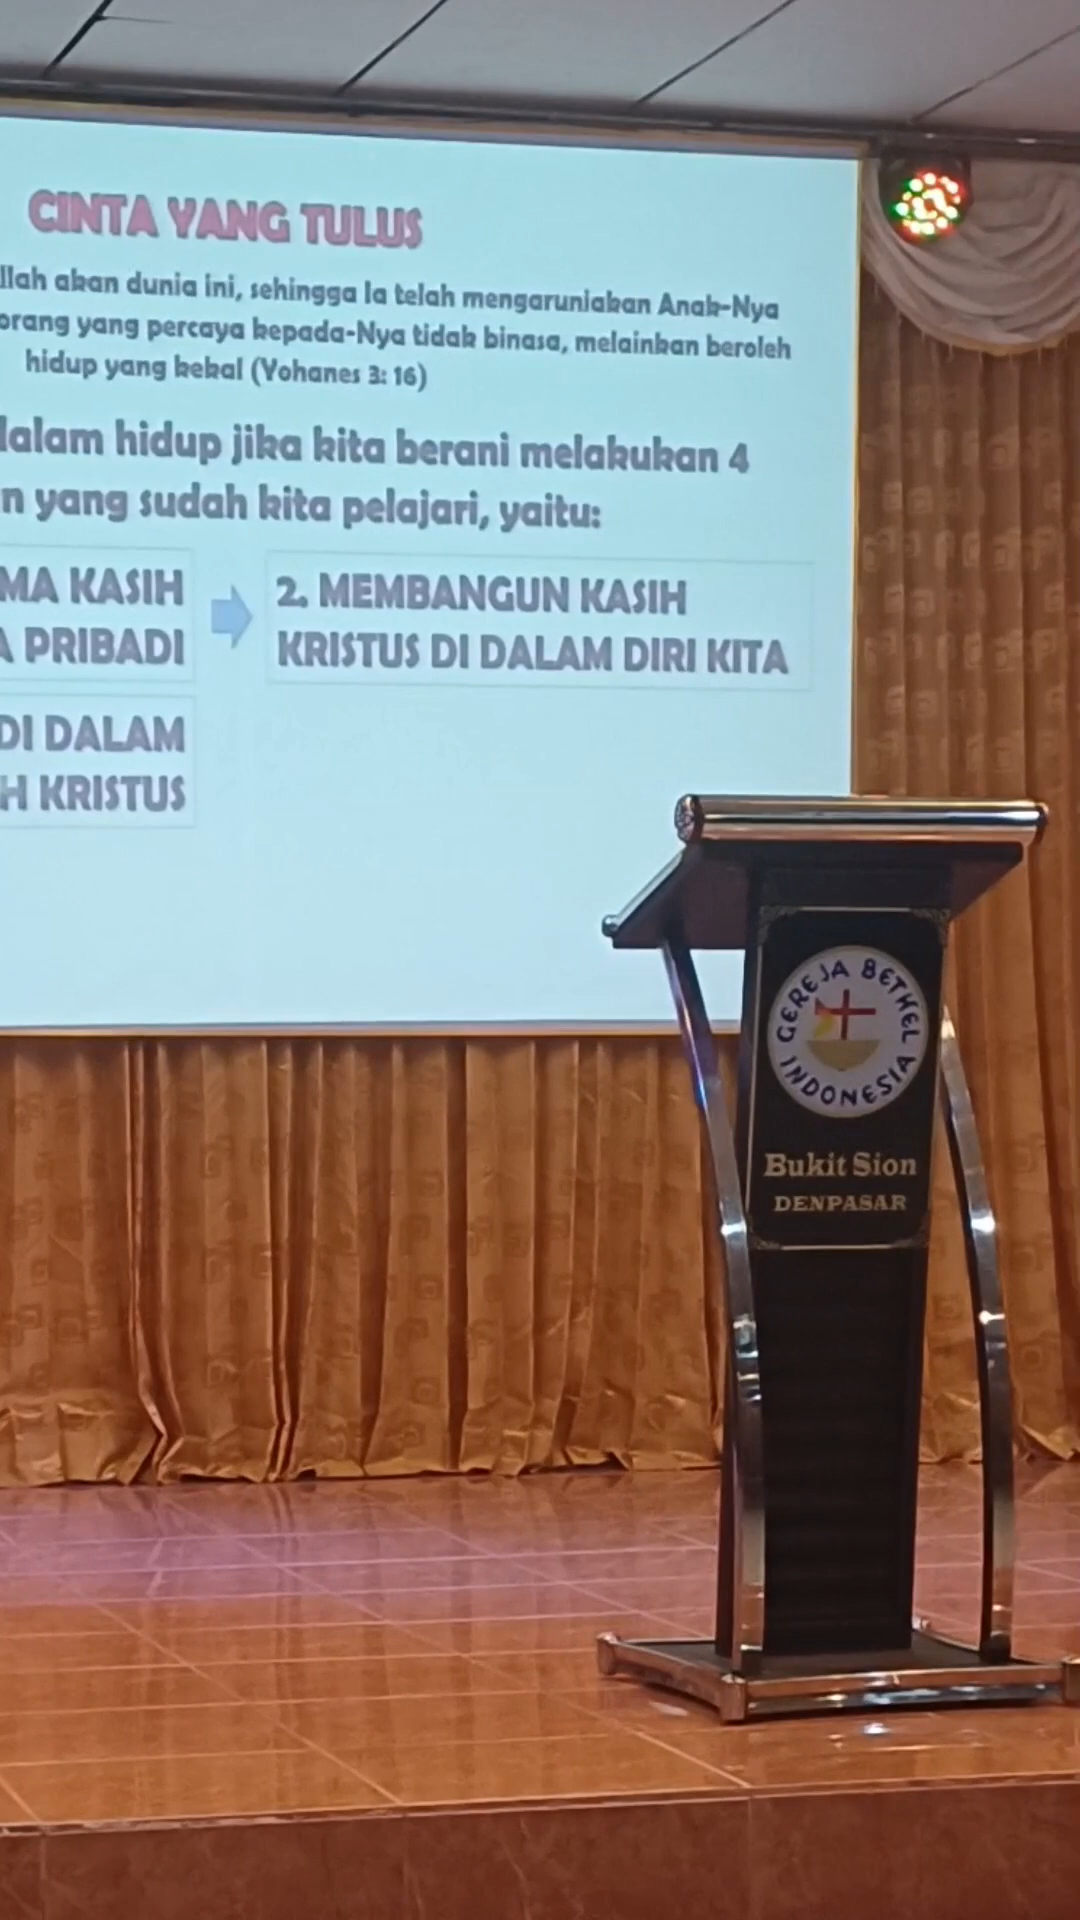 CINTA YANG TULUS
llah akan dunia ini, sehingga Ia telah mengaruniakan Anak-Nya
orang yang percaya kepada-Nya tidak binasa, melainkan beroleh
hidup yang kekal (Yohanes 3: 16)
dalam hidup jika kita berani melakukan 4
n yang sudah kita pelajari, yaitu:
MA KASIH
A PRIBADI
2. MEMBANGUN KASIH
KRISTUS DI DALAM DIRI KITA
DI DALAM
H KRISTUS
GEREJA BETHEL
INDONESIA
Bukit Sion
DENPASAR